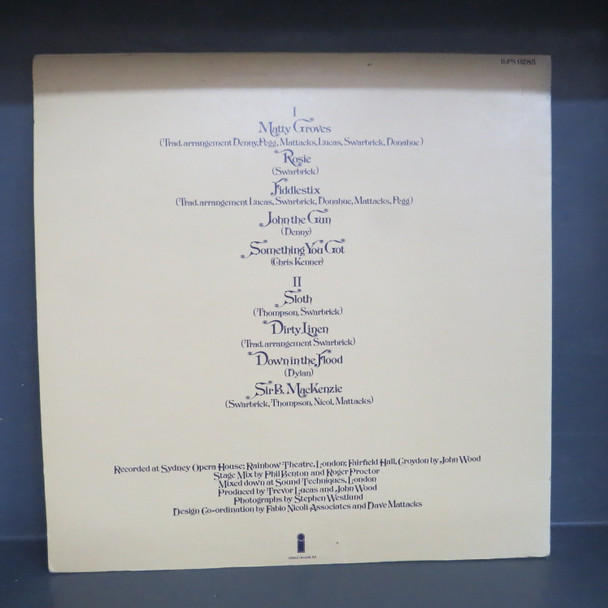 ILPS 9285
I
Matty Groves
(Trad. arrangement Denny, Pegg, Mattacks, Lucas, Swarbrick, Donahue)
Rosie
(Swarbrick)
Fiddlestix
(Trad. arrangement Lucas, Swarbrick, Donahue, Mattacks, Pegg)
John the Gun
(Denny)
Something You Got
(Chris Kenner)
II
Sloth
(Thompson, Swarbrick)
Dirty Linen
(Trad. arrangement Swarbrick)
Down in the Flood
(Dylan)
Sir B. MacKenzie
(Swarbrick, Thompson, Nicol, Mattacks)
Recorded at Sydney Opera House; Rainbow Theatre, London; Fairfield Hall, Croydon by John Wood
Stage Mix by Phil Benton and Roger Proctor
Mixed down at Sound Techniques, London
Produced by Trevor Lucas and John Wood
Photographs by Stephen Westlund
Design Co-ordination by Fabio Nicoli Associates and Dave Mattacks